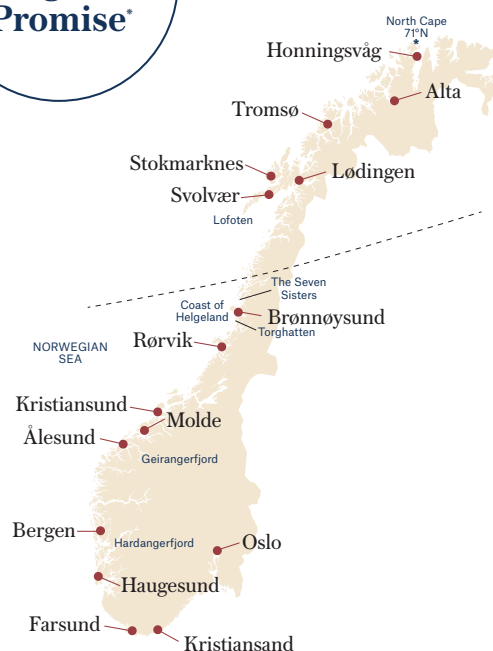 Promise*
North Cape
71°N
*
Honningsvåg
Alta
Tromsø
Stokmarknes
Lødingen
Svolvær
Lofoten
The Seven
Sisters
Coast of
Helgeland
Brønnøysund
Torghatten
Rørvik
NORWEGIAN
SEA
Kristiansund
Molde
Ålesund
Geirangerfjord
Bergen
Hardangerfjord
Oslo
Haugesund
Farsund
Kristiansand